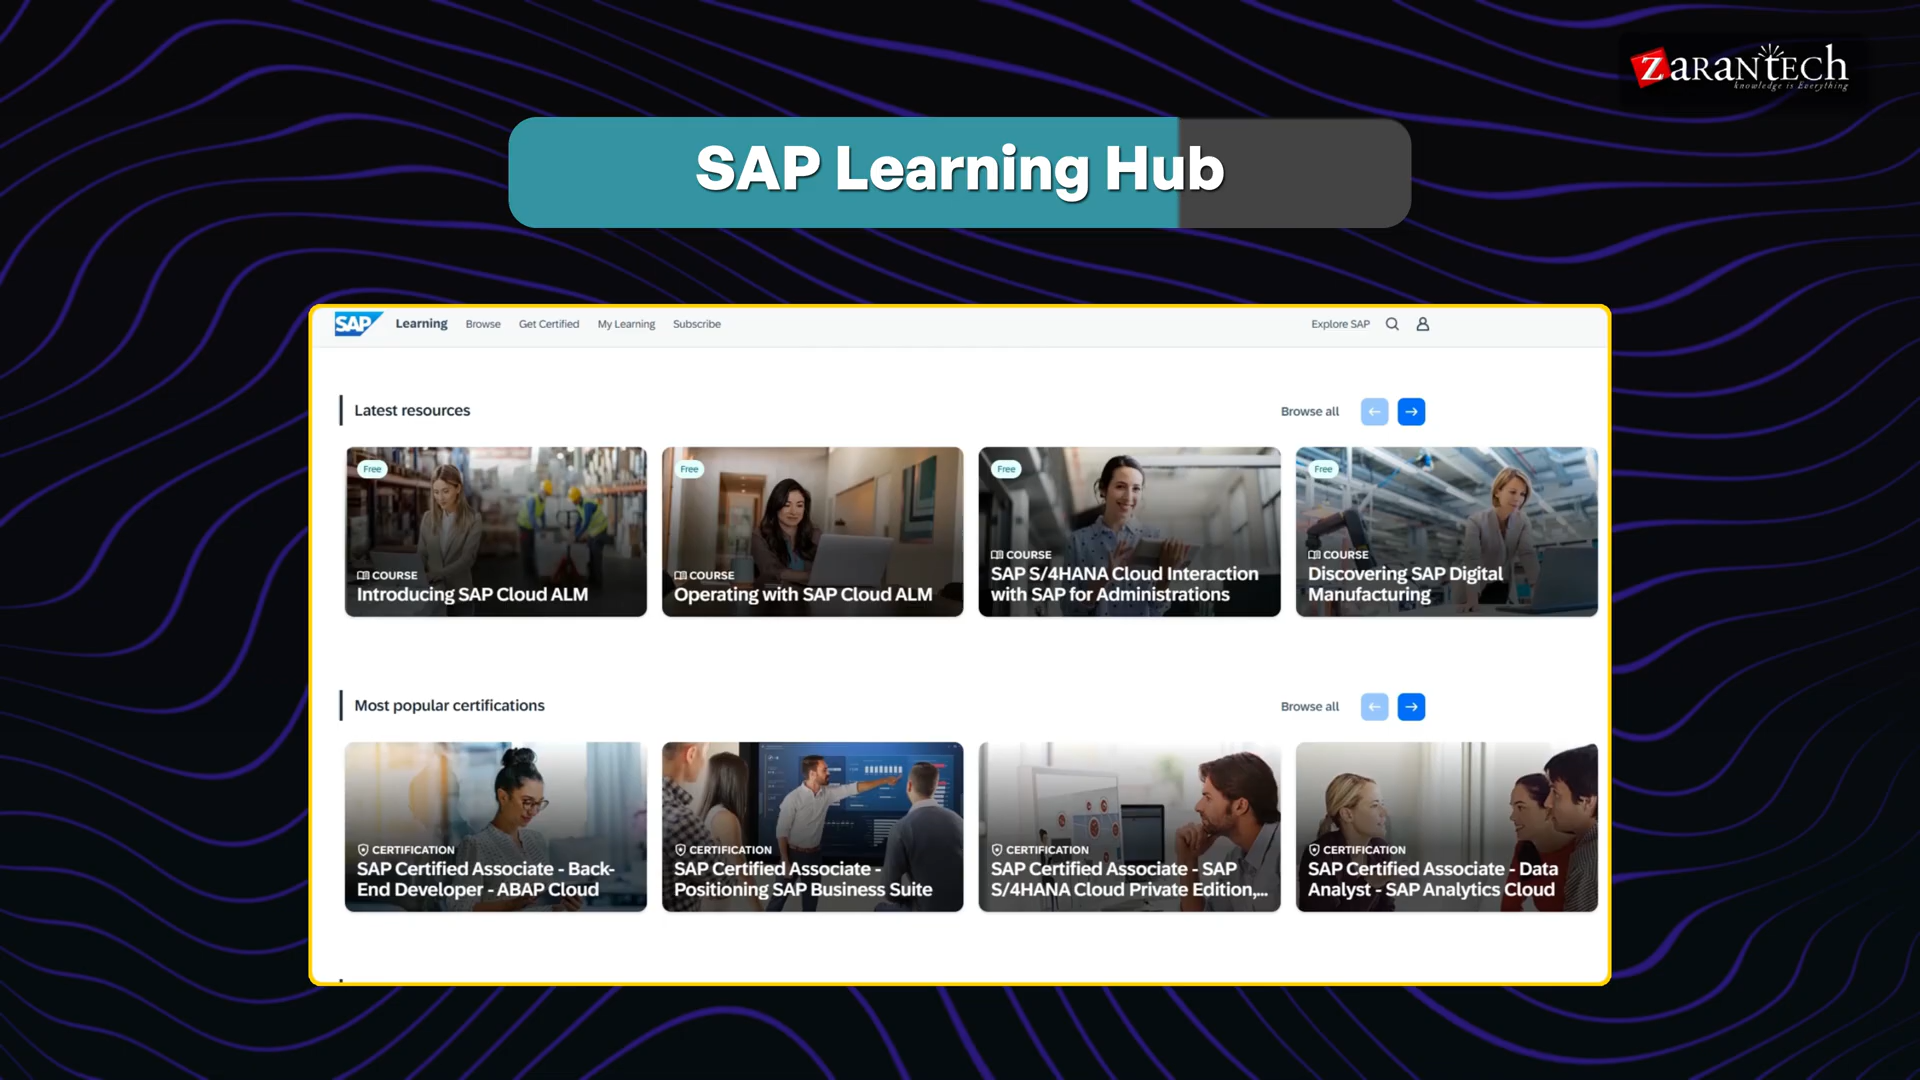 ZARANTECH
knowledge is Everything
SAP Learning Hub
SAP Learning Browse Get Certified My Learning Subscribe Explore SAP
Latest resources Browse all
Free Free Free Free
COURSE
Introducing SAP Cloud ALM
COURSE
Operating with SAP Cloud ALM
COURSE
SAP S/4HANA Cloud Interaction
with SAP for Administrations
COURSE
Discovering SAP Digital
Manufacturing
Most popular certifications Browse all
CERTIFICATION
SAP Certified Associate - Back-
End Developer - ABAP Cloud
CERTIFICATION
SAP Certified Associate -
Positioning SAP Business Suite
CERTIFICATION
SAP Certified Associate - SAP
S/4HANA Cloud Private Edition,...
CERTIFICATION
SAP Certified Associate - Data
Analyst - SAP Analytics Cloud